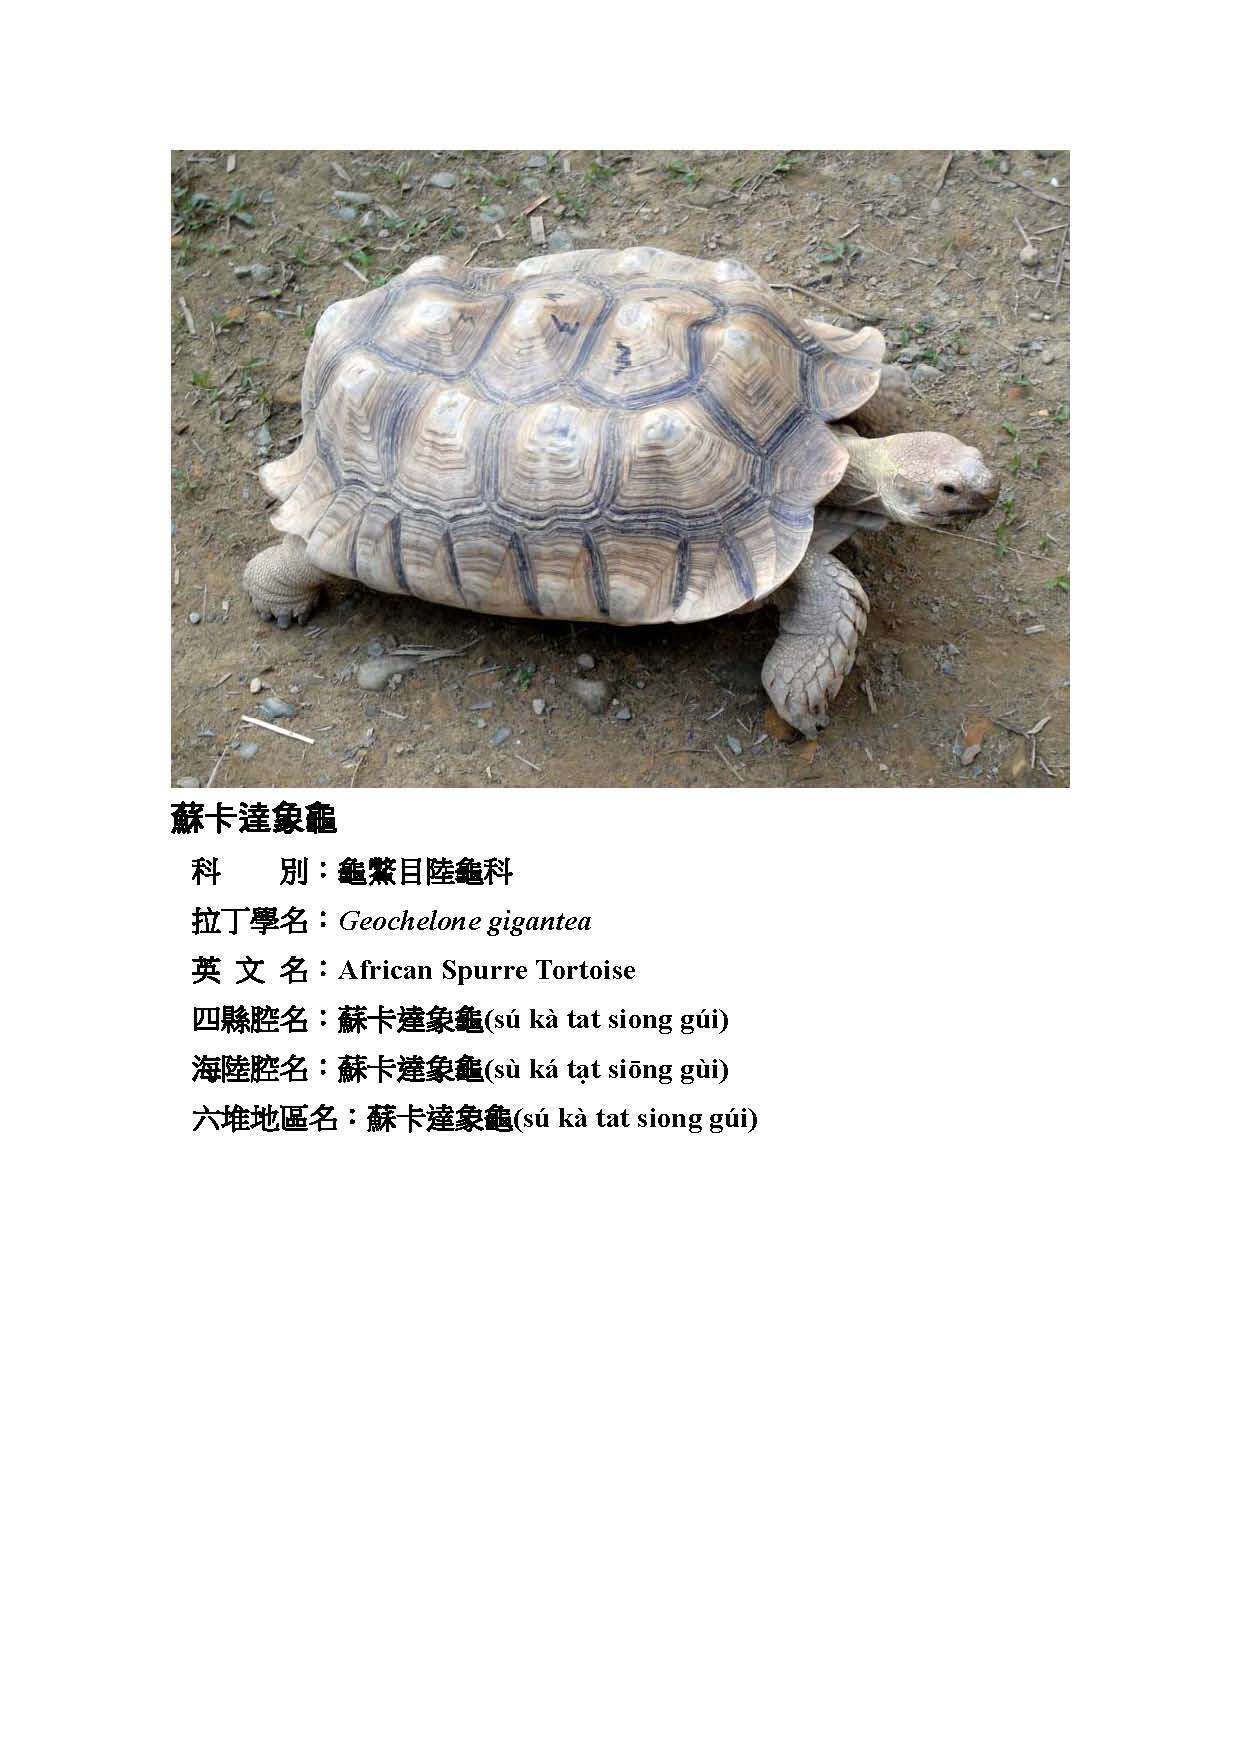 蘇卡達象龜
科　　別：龜鱉目陸龜科
拉丁學名：Geochelone gigantea
英 文 名：African Spurre Tortoise
四縣腔名：蘇卡達象龜(sú kà tat siong gúi)
海陸腔名：蘇卡達象龜(sù ká tạt siōng gùi)
六堆地區名：蘇卡達象龜(sú kà tat siong gúi)